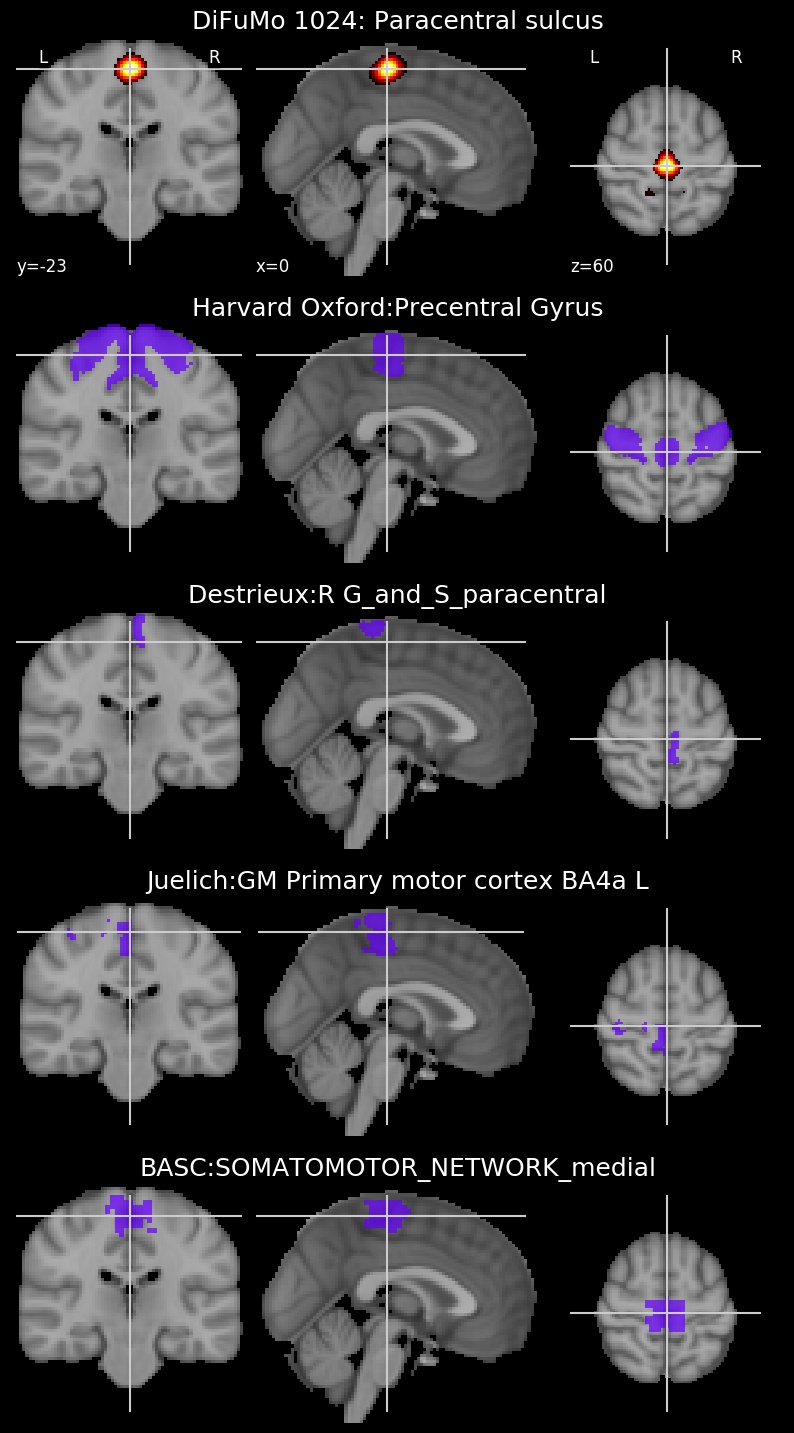 DiFuMo 1024: Paracentral sulcus
L R L R
y=-23 x=0 z=60
Harvard Oxford:Precentral Gyrus
Destrieux:R G_and_S_paracentral
Juelich:GM Primary motor cortex BA4a L
BASC:SOMATOMOTOR_NETWORK_medial